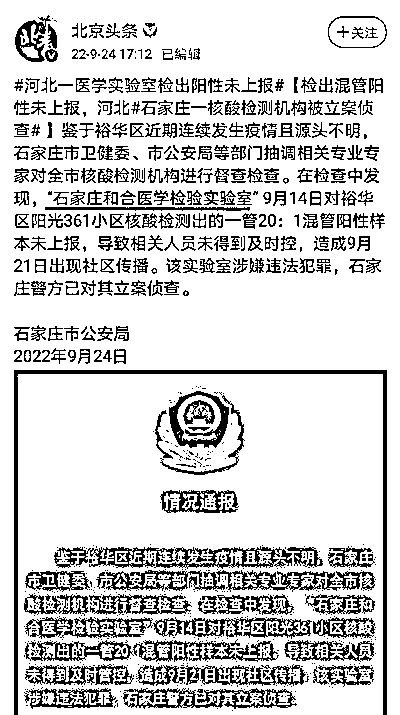 北京头条
22-9-24 17:12 已编辑
+关注
#河北一医学实验室检出阳性未上报#【检出混管阳
性未上报，河北#石家庄一核酸检测机构被立案侦
查#】鉴于裕华区近期连续发生疫情且源头不明，
石家庄市卫健委、市公安局等部门抽调相关专业专
家对全市核酸检测机构进行督查检查。在检查中发
现，“石家庄和合医学检验实验室”9月14日对裕华
区阳光361小区核酸检测出的一管20：1混管阳性样
本未上报，导致相关人员未得到及时控，造成9月
21日出现社区传播。该实验室涉嫌违法犯罪，石家
庄警方已对其立案侦查。
石家庄市公安局
2022年9月24日
情况通报
鉴于裕华区近期连续发生疫情且源头不明，石家庄
市卫健委、市公安局等部门抽调相关专业专家对全市核
酸检测机构进行督查检查。在检查中发现，“石家庄和
合医学检验实验室”9月14日对裕华区阳光361小区核酸
检测出的一管20:1混管阳性样本未上报，导致相关人员
未得到及时管控，造成9月21日出现社区传播。该实验室
涉嫌违法犯罪，石家庄警方已对其立案侦查。